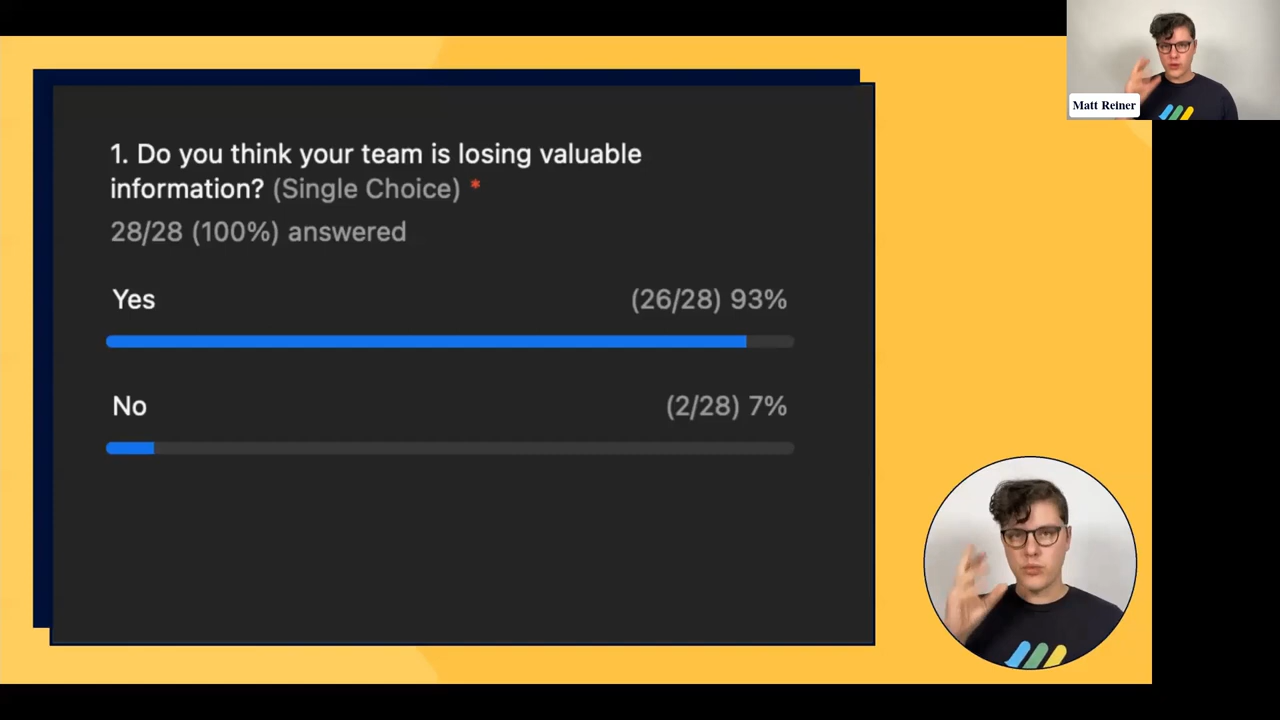 Matt Reiner
1. Do you think your team is losing valuable
information? (Single Choice) *
28/28 (100%) answered
Yes (26/28) 93%
No (2/28) 7%